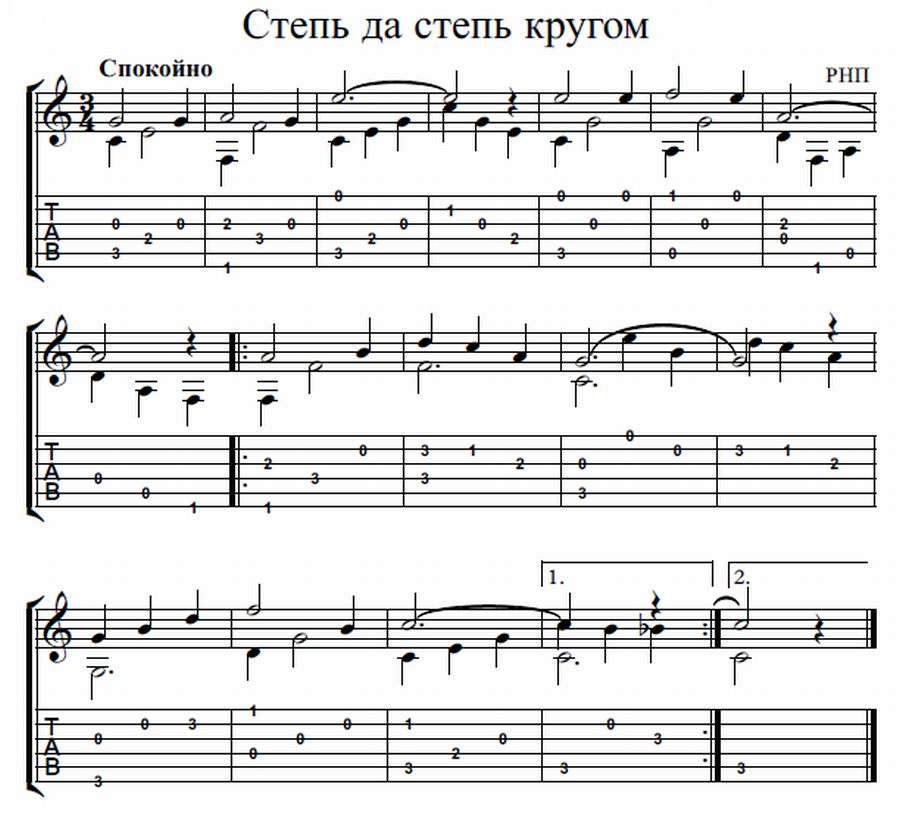 Степь да степь кругом
Спокойно
РНП
3
4
0 0 0 1 0
T 1
0 0 2 0 0 0 0 0 2
A 2 3 2 2 0
B 3 3 3 0 0
1 1
0
T 0 3 1 0 3 1
2 2 0 2
A 0 3 3
B 0 3
1 1
1. 2.
1
T 0 3 0 1 0
0 0 0 3
A 0 2
B 3 3 3
3